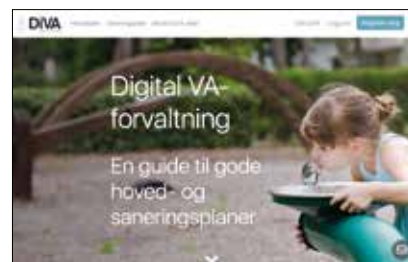 DiVA
Digital VA-
forvaltning
En guide til gode
hoved- og
saneringsplaner